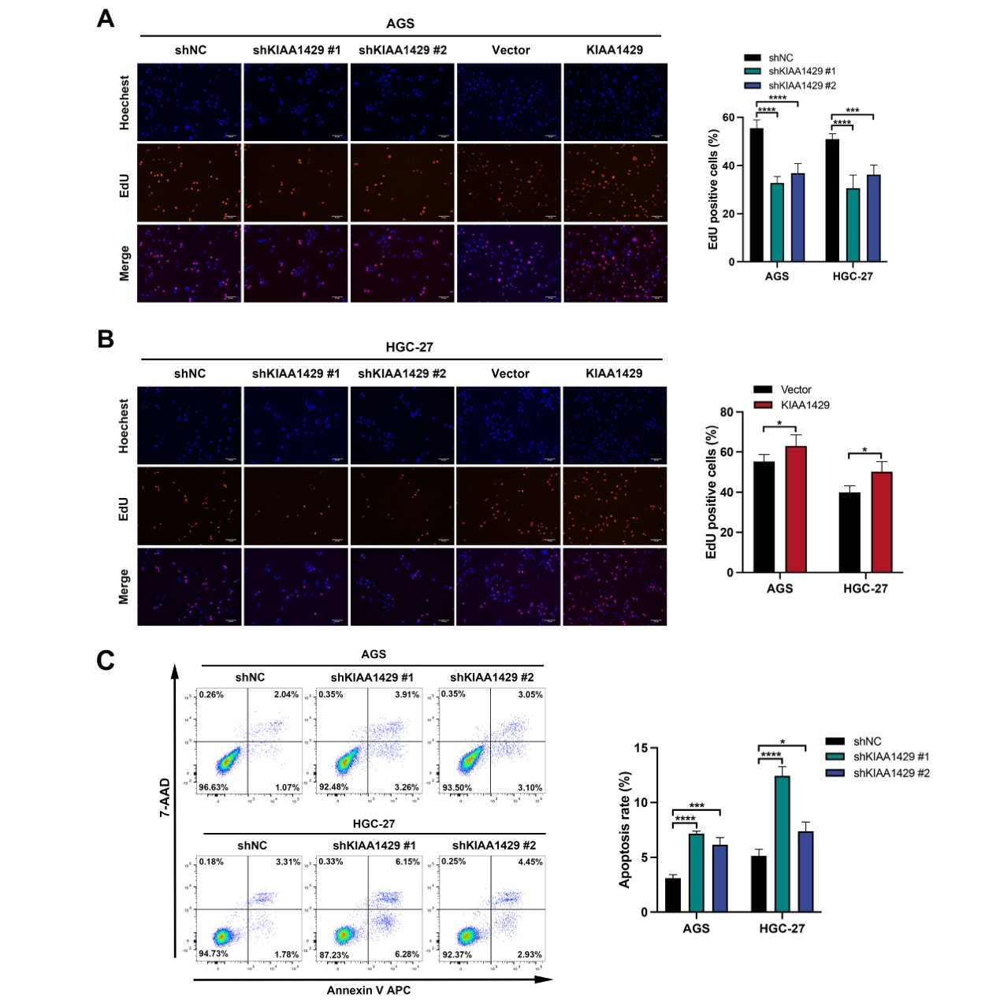 A
AGS
shNC shKIAA1429 #1 shKIAA1429 #2 Vector KIAA1429
Hoechest
EdU
Merge
shNC
shKIAA1429 #1
shKIAA1429 #2
EdU positive cells (%)
60
40
20
0
**** **** **** ***
AGS HGC-27
B
HGC-27
shNC shKIAA1429 #1 shKIAA1429 #2 Vector KIAA1429
Hoechest
EdU
Merge
Vector
KIAA1429
EdU positive cells (%)
80
60
40
20
0
* *
AGS HGC-27
C
AGS
shNC shKIAA1429 #1 shKIAA1429 #2
0.26% 2.04% 0.35% 3.91% 0.35% 3.05%
96.63% 1.07% 92.48% 3.26% 93.50% 3.10%
HGC-27
shNC shKIAA1429 #1 shKIAA1429 #2
0.18% 3.31% 0.33% 6.15% 0.25% 4.45%
94.73% 1.78% 87.23% 6.28% 92.37% 2.93%
7-AAD
Annexin V APC
shNC
shKIAA1429 #1
shKIAA1429 #2
Apoptosis rate (%)
15
10
5
0
**** *** **** *
AGS HGC-27